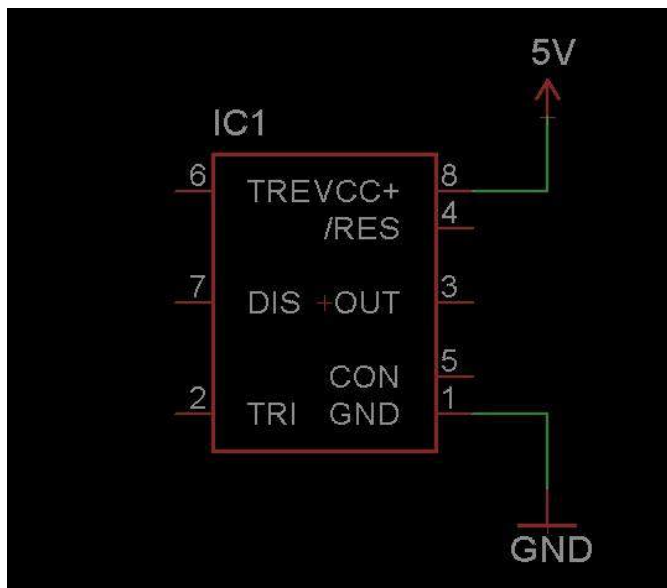 5V
IC1
6 TREVCC+ 8
/RES 4
7 DIS +OUT 3
CON 5
2 TRI GND 1
GND